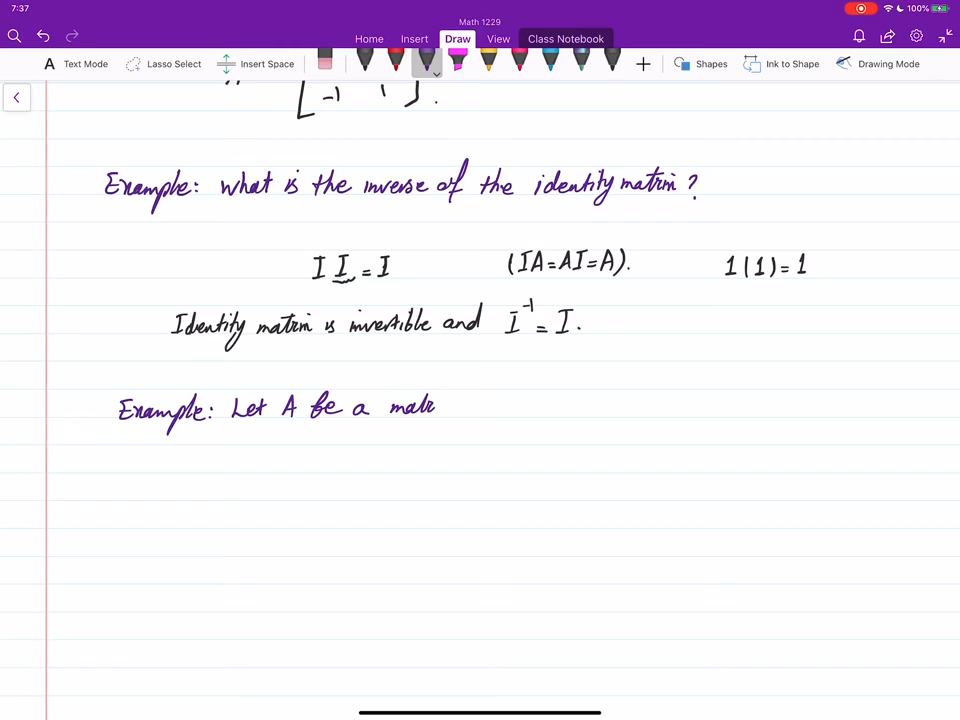 7:37
100%
Math 1229
Home Insert Draw View Class Notebook
A Text Mode Lasso Select Insert Space Shapes Ink to Shape Drawing Mode
-1 1 .
Example: What is the inverse of the identity matrix ?
I I = I (IA = AI = A). 1(1) = 1
Identity matrix is invertible and I⁻¹ = I.
Example: Let A be a matr